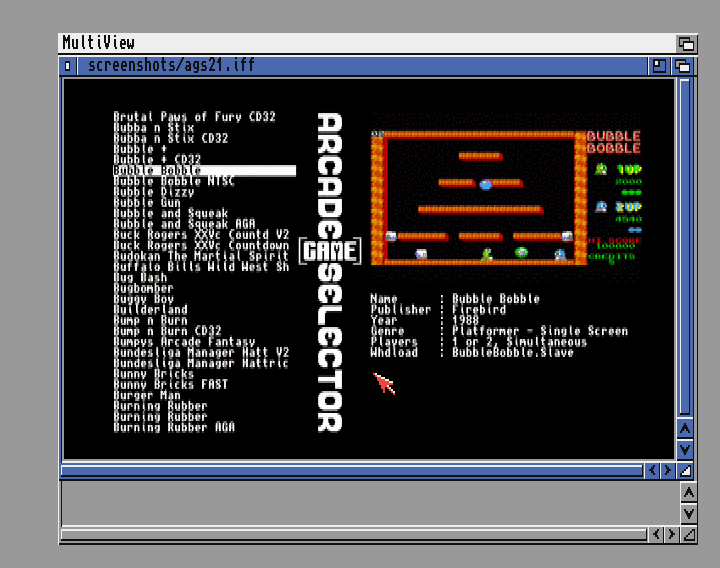 MultiView
screenshots/ags21.iff
Brutal Paws of Fury CD32
Bubba n Stix
Bubba n Stix CD32
Bubble +
Bubble + CD32
Bubble Bobble
Bubble Bobble NTSC
Bubble Dizzy
Bubble Gun
Bubble and Squeak
Bubble and Squeak AGA
Buck Rogers XXVc Countd V2
Buck Rogers XXVc Countdown
Budokan The Martial Spirit
Buffalo Bills Wild West Sh
Bug Bash
Bugbomber
Buggy Boy
Builderland
Bump n Burn
Bump n Burn CD32
Bumpys Arcade Fantasy
Bundesliga Manager Hatt V2
Bundesliga Manager Hattric
Bunny Bricks
Bunny Bricks FAST
Burger Man
Burning Rubber
Burning Rubber
Burning Rubber AGA
ARCADE GAME SELECTOR
BUBBLE
BOBBLE
1UP
2000
2UP
4540
HI SCORE
100000
CREDITS
Name : Bubble Bobble
Publisher : Firebird
Year : 1988
Genre : Platformer - Single Screen
Players : 1 or 2, Simultaneous
Whdload : BubbleBobble.Slave